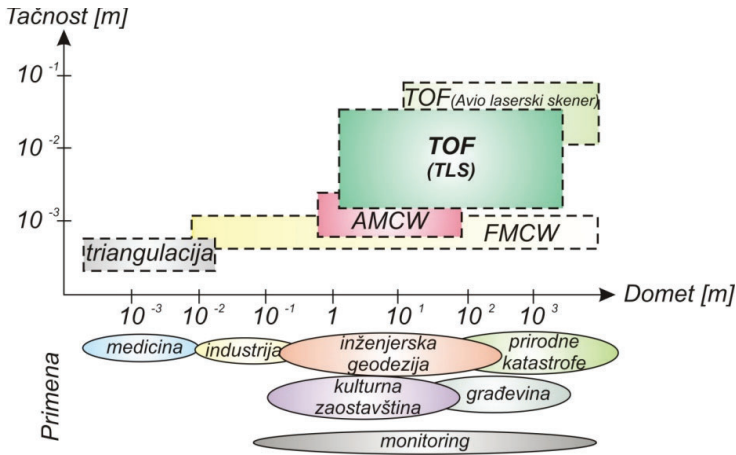 Tačnost [m]
10 -1
TOF (Avio laserski skener)
10 -2
TOF
(TLS)
10 -3
AMCW
FMCW
triangulacija
Domet [m]
10 -3 10 -2 10 -1 1 10 1 10 2 10 3
Primena
medicina
industrija
inženjerska
geodezija
prirodne
katastrofe
kulturna
zaostavština
građevina
monitoring